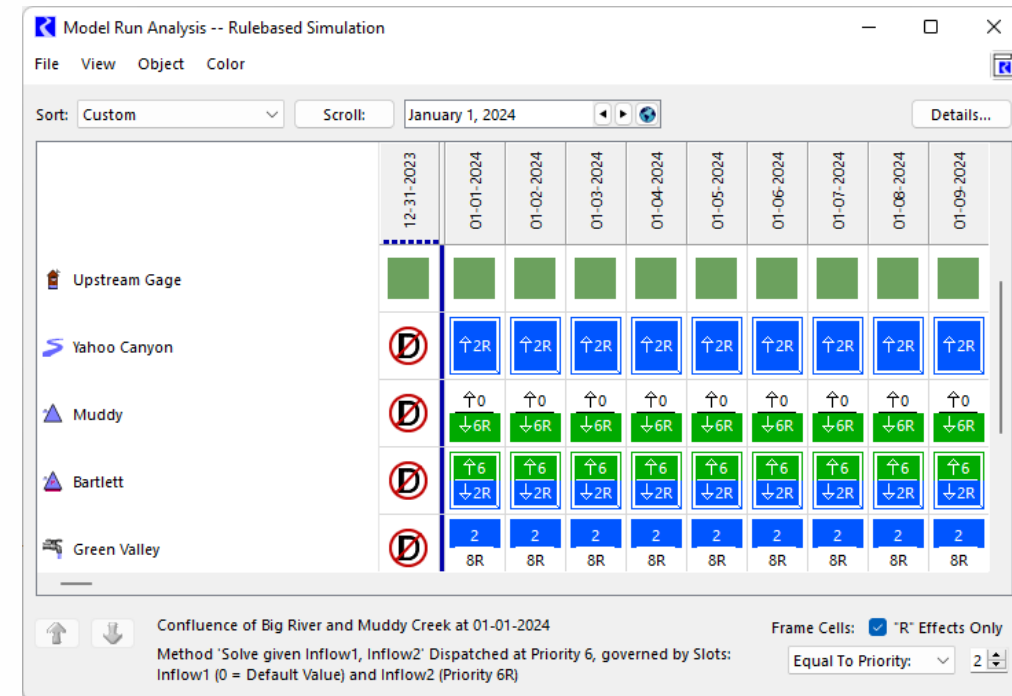 Model Run Analysis -- Rulebased Simulation
File View Object Color
Sort: Custom Scroll: January 1, 2024 Details...
12-31-2023 01-01-2024 01-02-2024 01-03-2024 01-04-2024 01-05-2024 01-06-2024 01-07-2024 01-08-2024 01-09-2024
Upstream Gage
Yahoo Canyon D ↑2R ↑2R ↑2R ↑2R ↑2R ↑2R ↑2R ↑2R ↑2R
↑0 ↑0 ↑0 ↑0 ↑0 ↑0 ↑0 ↑0 ↑0
Muddy D ↓6R ↓6R ↓6R ↓6R ↓6R ↓6R ↓6R ↓6R ↓6R
↑6 ↑6 ↑6 ↑6 ↑6 ↑6 ↑6 ↑6 ↑6
Bartlett D ↓2R ↓2R ↓2R ↓2R ↓2R ↓2R ↓2R ↓2R ↓2R
2 2 2 2 2 2 2 2 2
Green Valley D 8R 8R 8R 8R 8R 8R 8R 8R 8R
Confluence of Big River and Muddy Creek at 01-01-2024
Frame Cells: "R" Effects Only
Method 'Solve given Inflow1, Inflow2' Dispatched at Priority 6, governed by Slots:
Inflow1 (0 = Default Value) and Inflow2 (Priority 6R)
Equal To Priority: 2